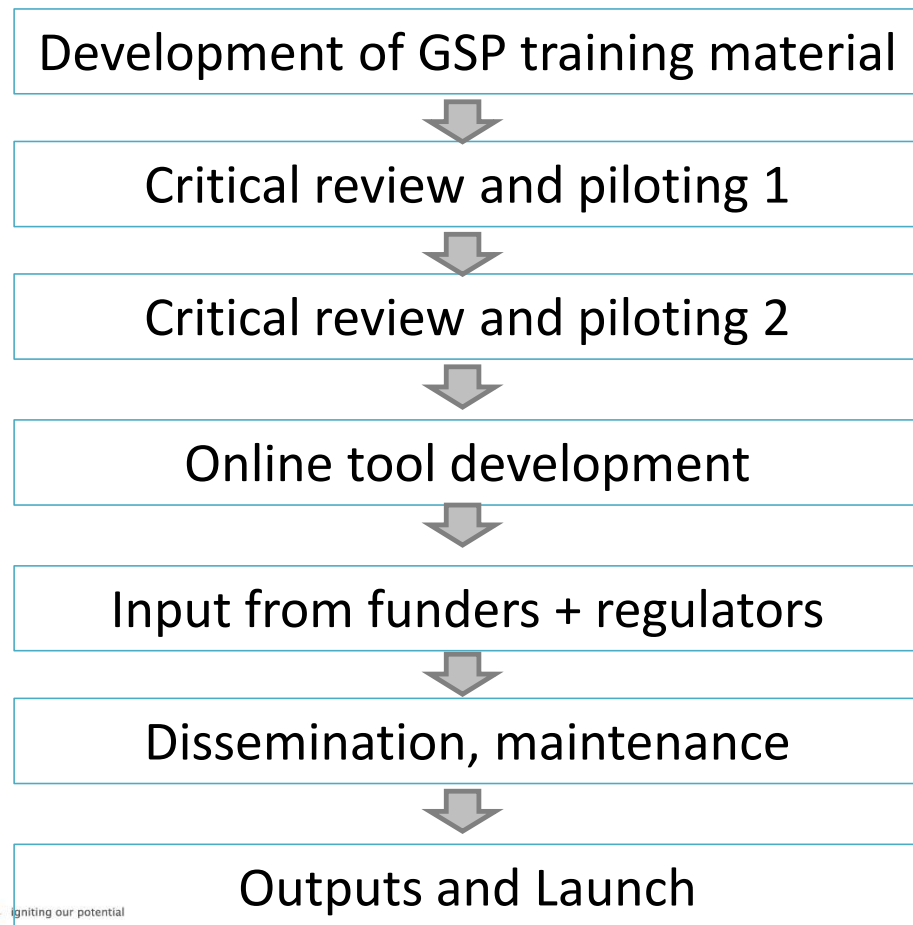 Development of GSP training material
Critical review and piloting 1
Critical review and piloting 2
Online tool development
Input from funders + regulators
Dissemination, maintenance
Outputs and Launch
igniting our potential